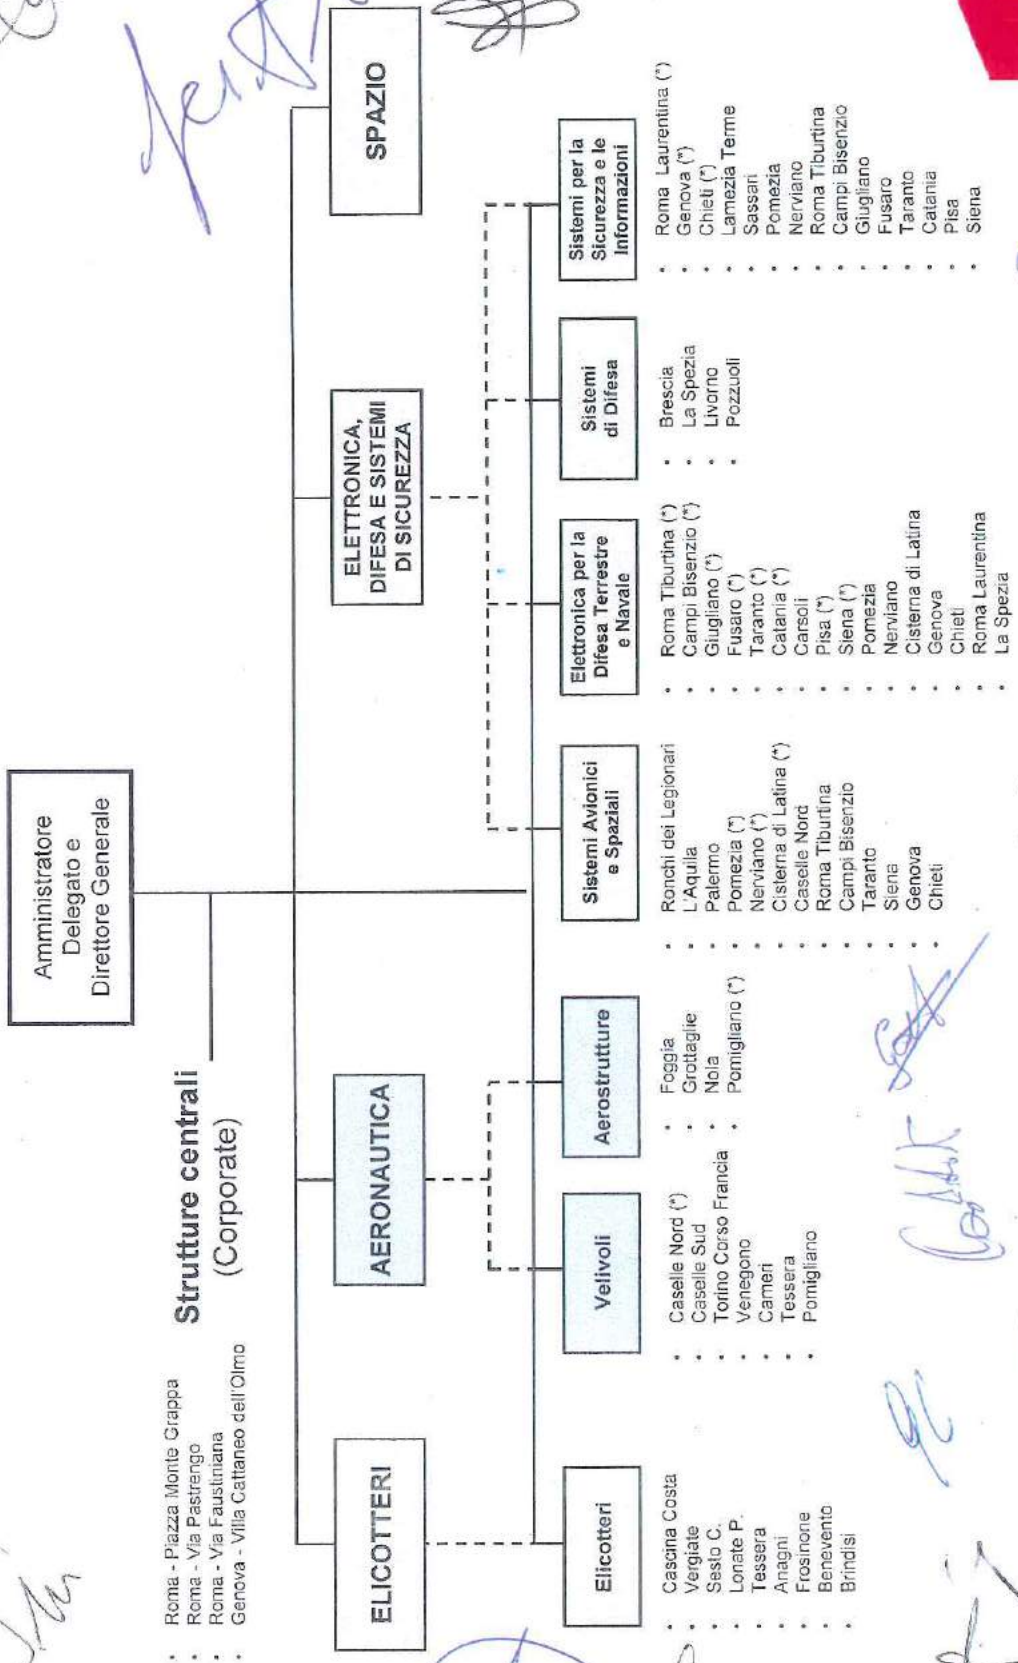 Amministratore
Delegato e
Direttore Generale
Strutture centrali
(Corporate)
• Roma - Piazza Monte Grappa
• Roma - Via Pastrengo
• Roma - Via Faustiniana
• Genova - Villa Cattaneo dell'Olmo
ELICOTTERI
AERONAUTICA
ELETTRONICA,
DIFESA E SISTEMI
DI SICUREZZA
SPAZIO
Elicotteri
• Cascina Costa
• Vergiate
• Sesto C.
• Lonate P.
• Tessera
• Anagni
• Frosinone
• Benevento
• Brindisi
Velivoli
• Caselle Nord (*)
• Caselle Sud
• Torino Corso Francia
• Venegono
• Cameri
• Tessera
• Pomigliano
Aerostrutture
• Foggia
• Grottaglie
• Nola
• Pomigliano (*)
Sistemi Avionici
e Spaziali
• Ronchi dei Legionari
• L'Aquila
• Palermo
• Pomezia (*)
• Nerviano (*)
• Cisterna di Latina (*)
• Caselle Nord
• Roma Tiburtina
• Campi Bisenzio
• Taranto
• Siena
• Genova
• Chieti
Elettronica per la
Difesa Terrestre
e Navale
• Roma Tiburtina (*)
• Campi Bisenzio (*)
• Giugliano (*)
• Fusaro (*)
• Taranto (*)
• Catania (*)
• Carsoli
• Pisa (*)
• Siena (*)
• Pomezia
• Nerviano
• Cisterna di Latina
• Genova
• Chieti
• Roma Laurentina
• La Spezia
Sistemi
di Difesa
• Brescia
• La Spezia
• Livorno
• Pozzuoli
Sistemi per la
Sicurezza e le
Informazioni
• Roma Laurentina (*)
• Genova (*)
• Chieti (*)
• Lamezia Terme
• Sassari
• Pomezia
• Nerviano
• Roma Tiburtina
• Campi Bisenzio
• Giugliano
• Fusaro
• Taranto
• Catania
• Pisa
• Siena